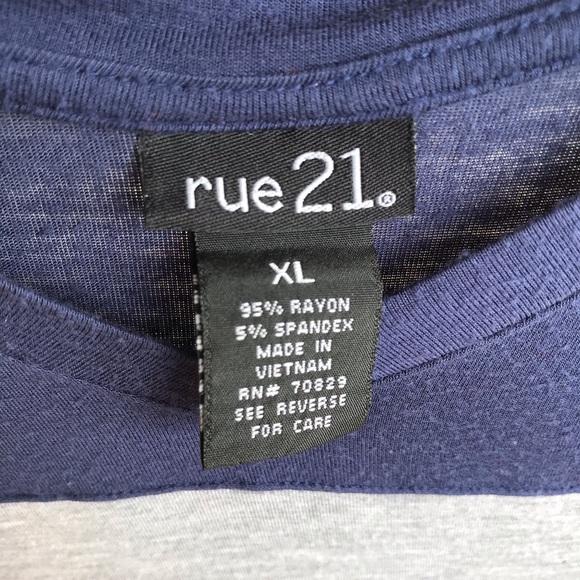 rue21®
XL
95% RAYON
5% SPANDEX
MADE IN
VIETNAM
RN# 70829
SEE REVERSE
FOR CARE